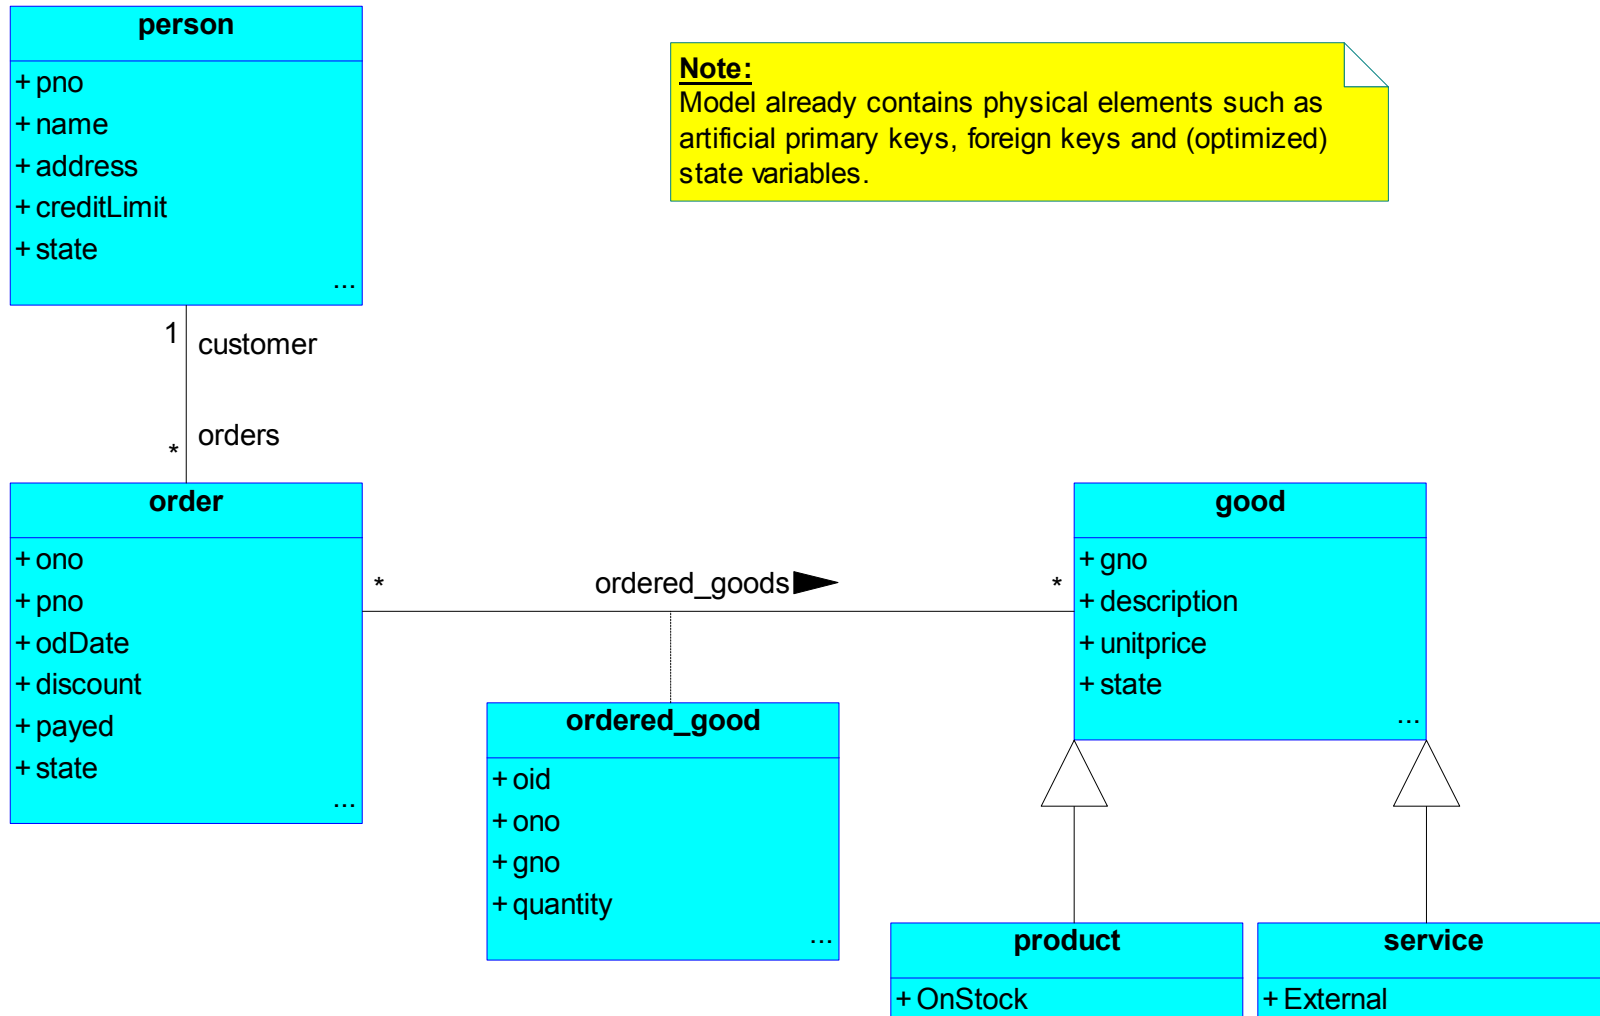 person
+ pno
+ name
+ address
+ creditLimit
+ state
...
Note:
Model already contains physical elements such as
artificial primary keys, foreign keys and (optimized)
state variables.
1
customer
*
orders
order
+ ono
+ pno
+ odDate
+ discount
+ payed
+ state
...
*
ordered_goods
*
good
+ gno
+ description
+ unitprice
+ state
...
ordered_good
+ oid
+ ono
+ gno
+ quantity
...
product
+ OnStock
service
+ External